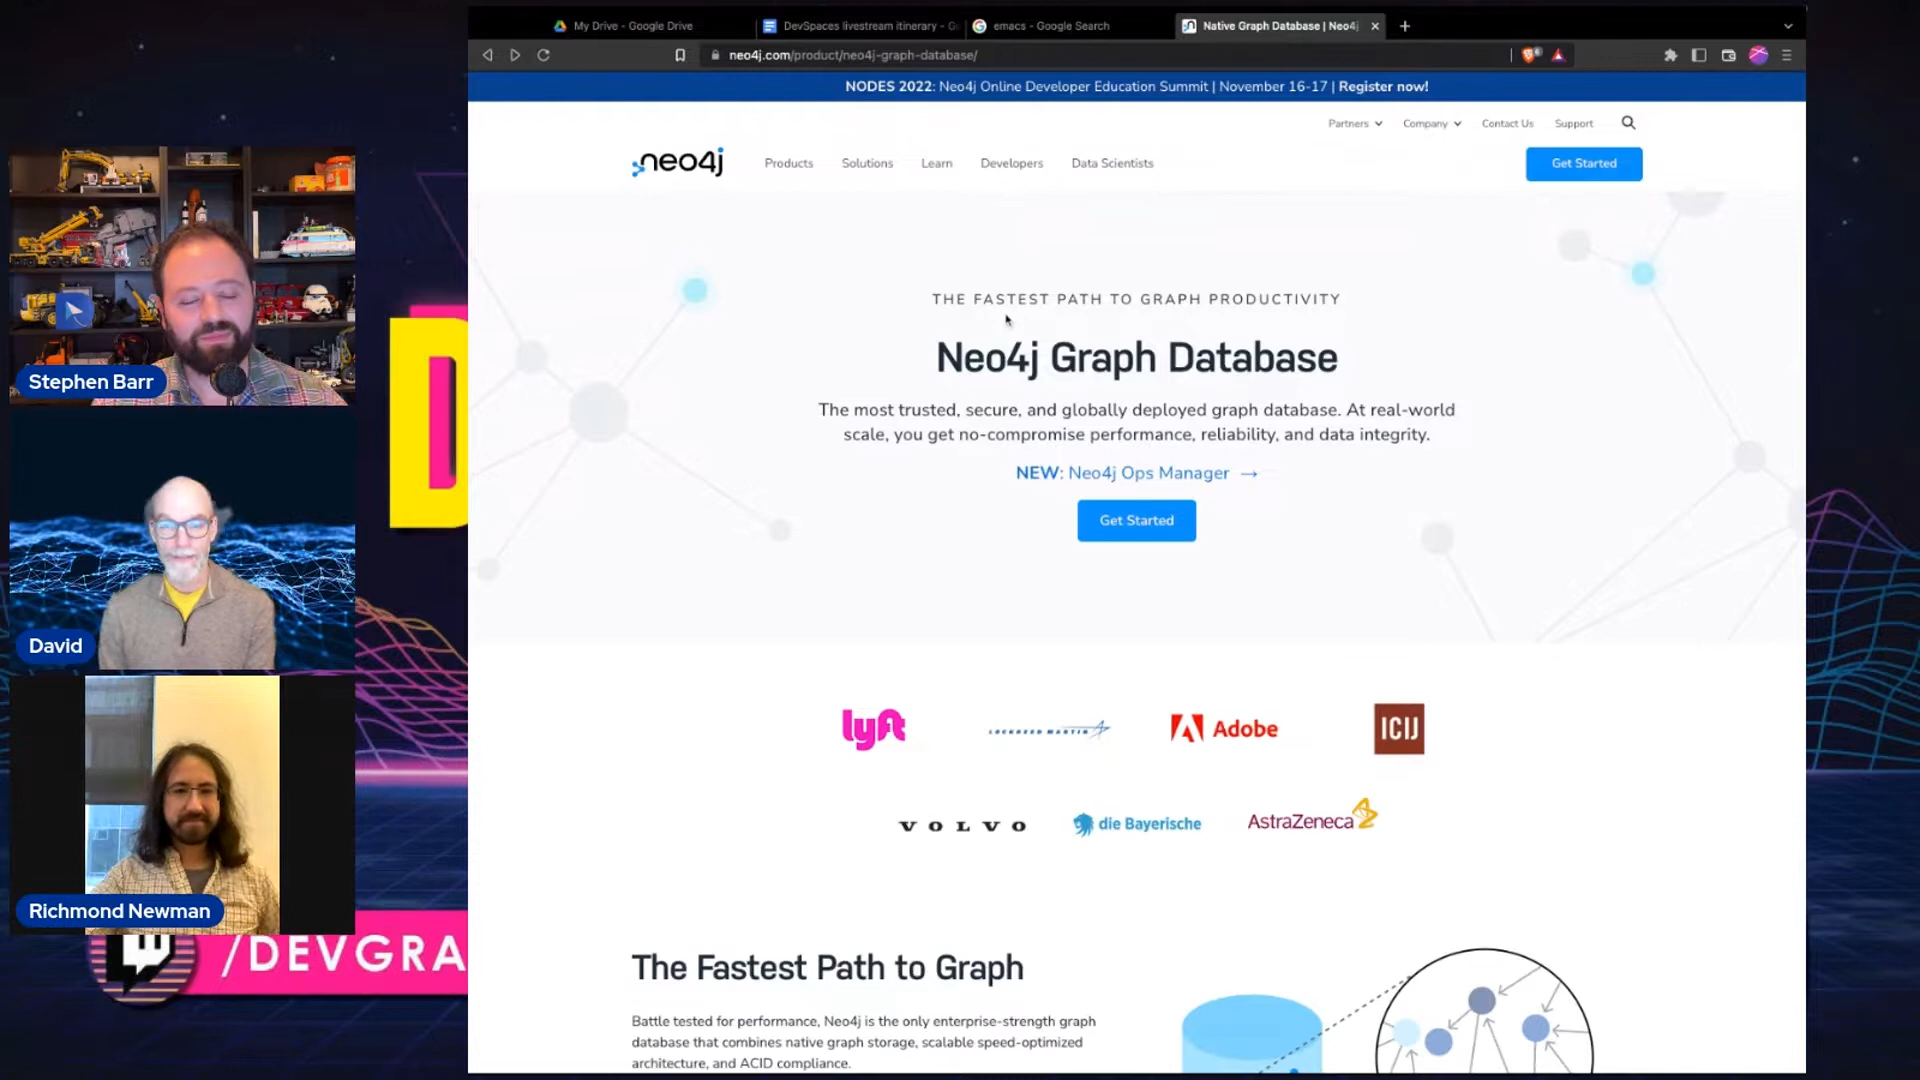 My Drive - Google Drive
DevSpaces livestream itinerary - G
emacs - Google Search
Native Graph Database | Neo4j
neo4j.com/product/neo4j-graph-database/
NODES 2022: Neo4j Online Developer Education Summit | November 16-17 | Register now!
Partners
Company
Contact Us
Support
neo4j
Products
Solutions
Learn
Developers
Data Scientists
Get Started
THE FASTEST PATH TO GRAPH PRODUCTIVITY
Neo4j Graph Database
The most trusted, secure, and globally deployed graph database. At real-world
scale, you get no-compromise performance, reliability, and data integrity.
NEW: Neo4j Ops Manager →
Get Started
lyft
LOCKHEED MARTIN
Adobe
ICIJ
VOLVO
die Bayerische
AstraZeneca
The Fastest Path to Graph
Battle tested for performance, Neo4j is the only enterprise-strength graph
database that combines native graph storage, scalable speed-optimized
architecture, and ACID compliance.
Stephen Barr
David
Richmond Newman
D
/DEVGRA